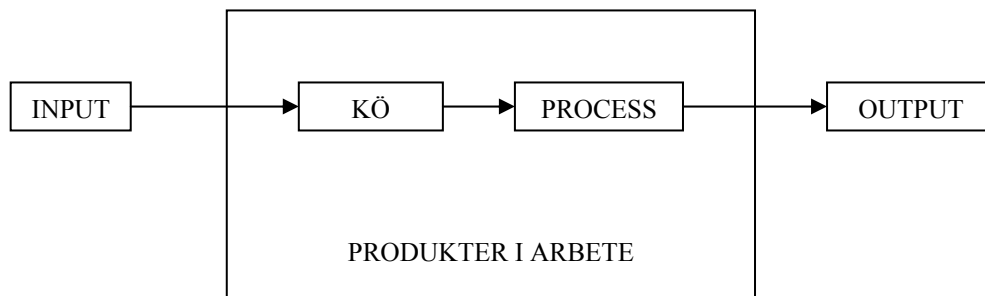 INPUT
KÖ
PROCESS
OUTPUT
PRODUKTER I ARBETE